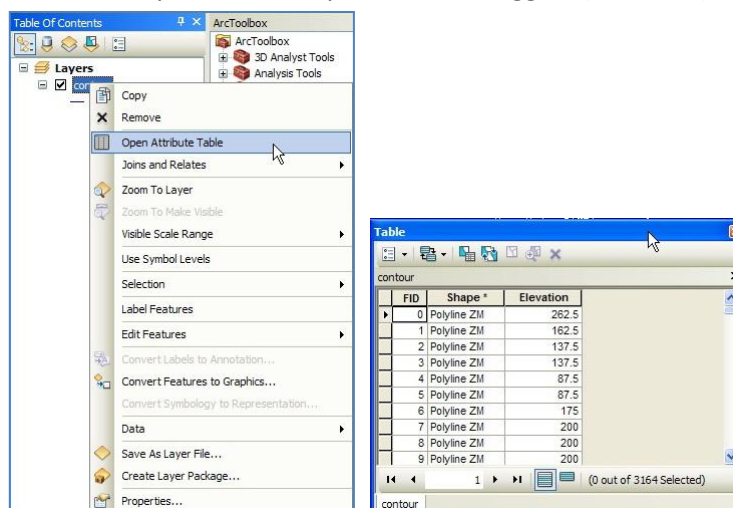 Table Of Contents
ArcToolbox
ArcToolbox
3D Analyst Tools
Analysis Tools
Layers
Copy
Remove
Open Attribute Table
Joins and Relates
Zoom To Layer
Zoom To Make Visible
Visible Scale Range
Use Symbol Levels
Selection
Label Features
Edit Features
Convert Labels to Annotation...
Convert Features to Graphics...
Convert Symbology to Representation...
Data
Save As Layer File...
Create Layer Package...
Properties...
Table
contour
FID Shape * Elevation
0 Polyline ZM 262.5
1 Polyline ZM 162.5
2 Polyline ZM 137.5
3 Polyline ZM 137.5
4 Polyline ZM 87.5
5 Polyline ZM 87.5
6 Polyline ZM 175
7 Polyline ZM 200
8 Polyline ZM 200
9 Polyline ZM 200
1 (0 out of 3164 Selected)
contour